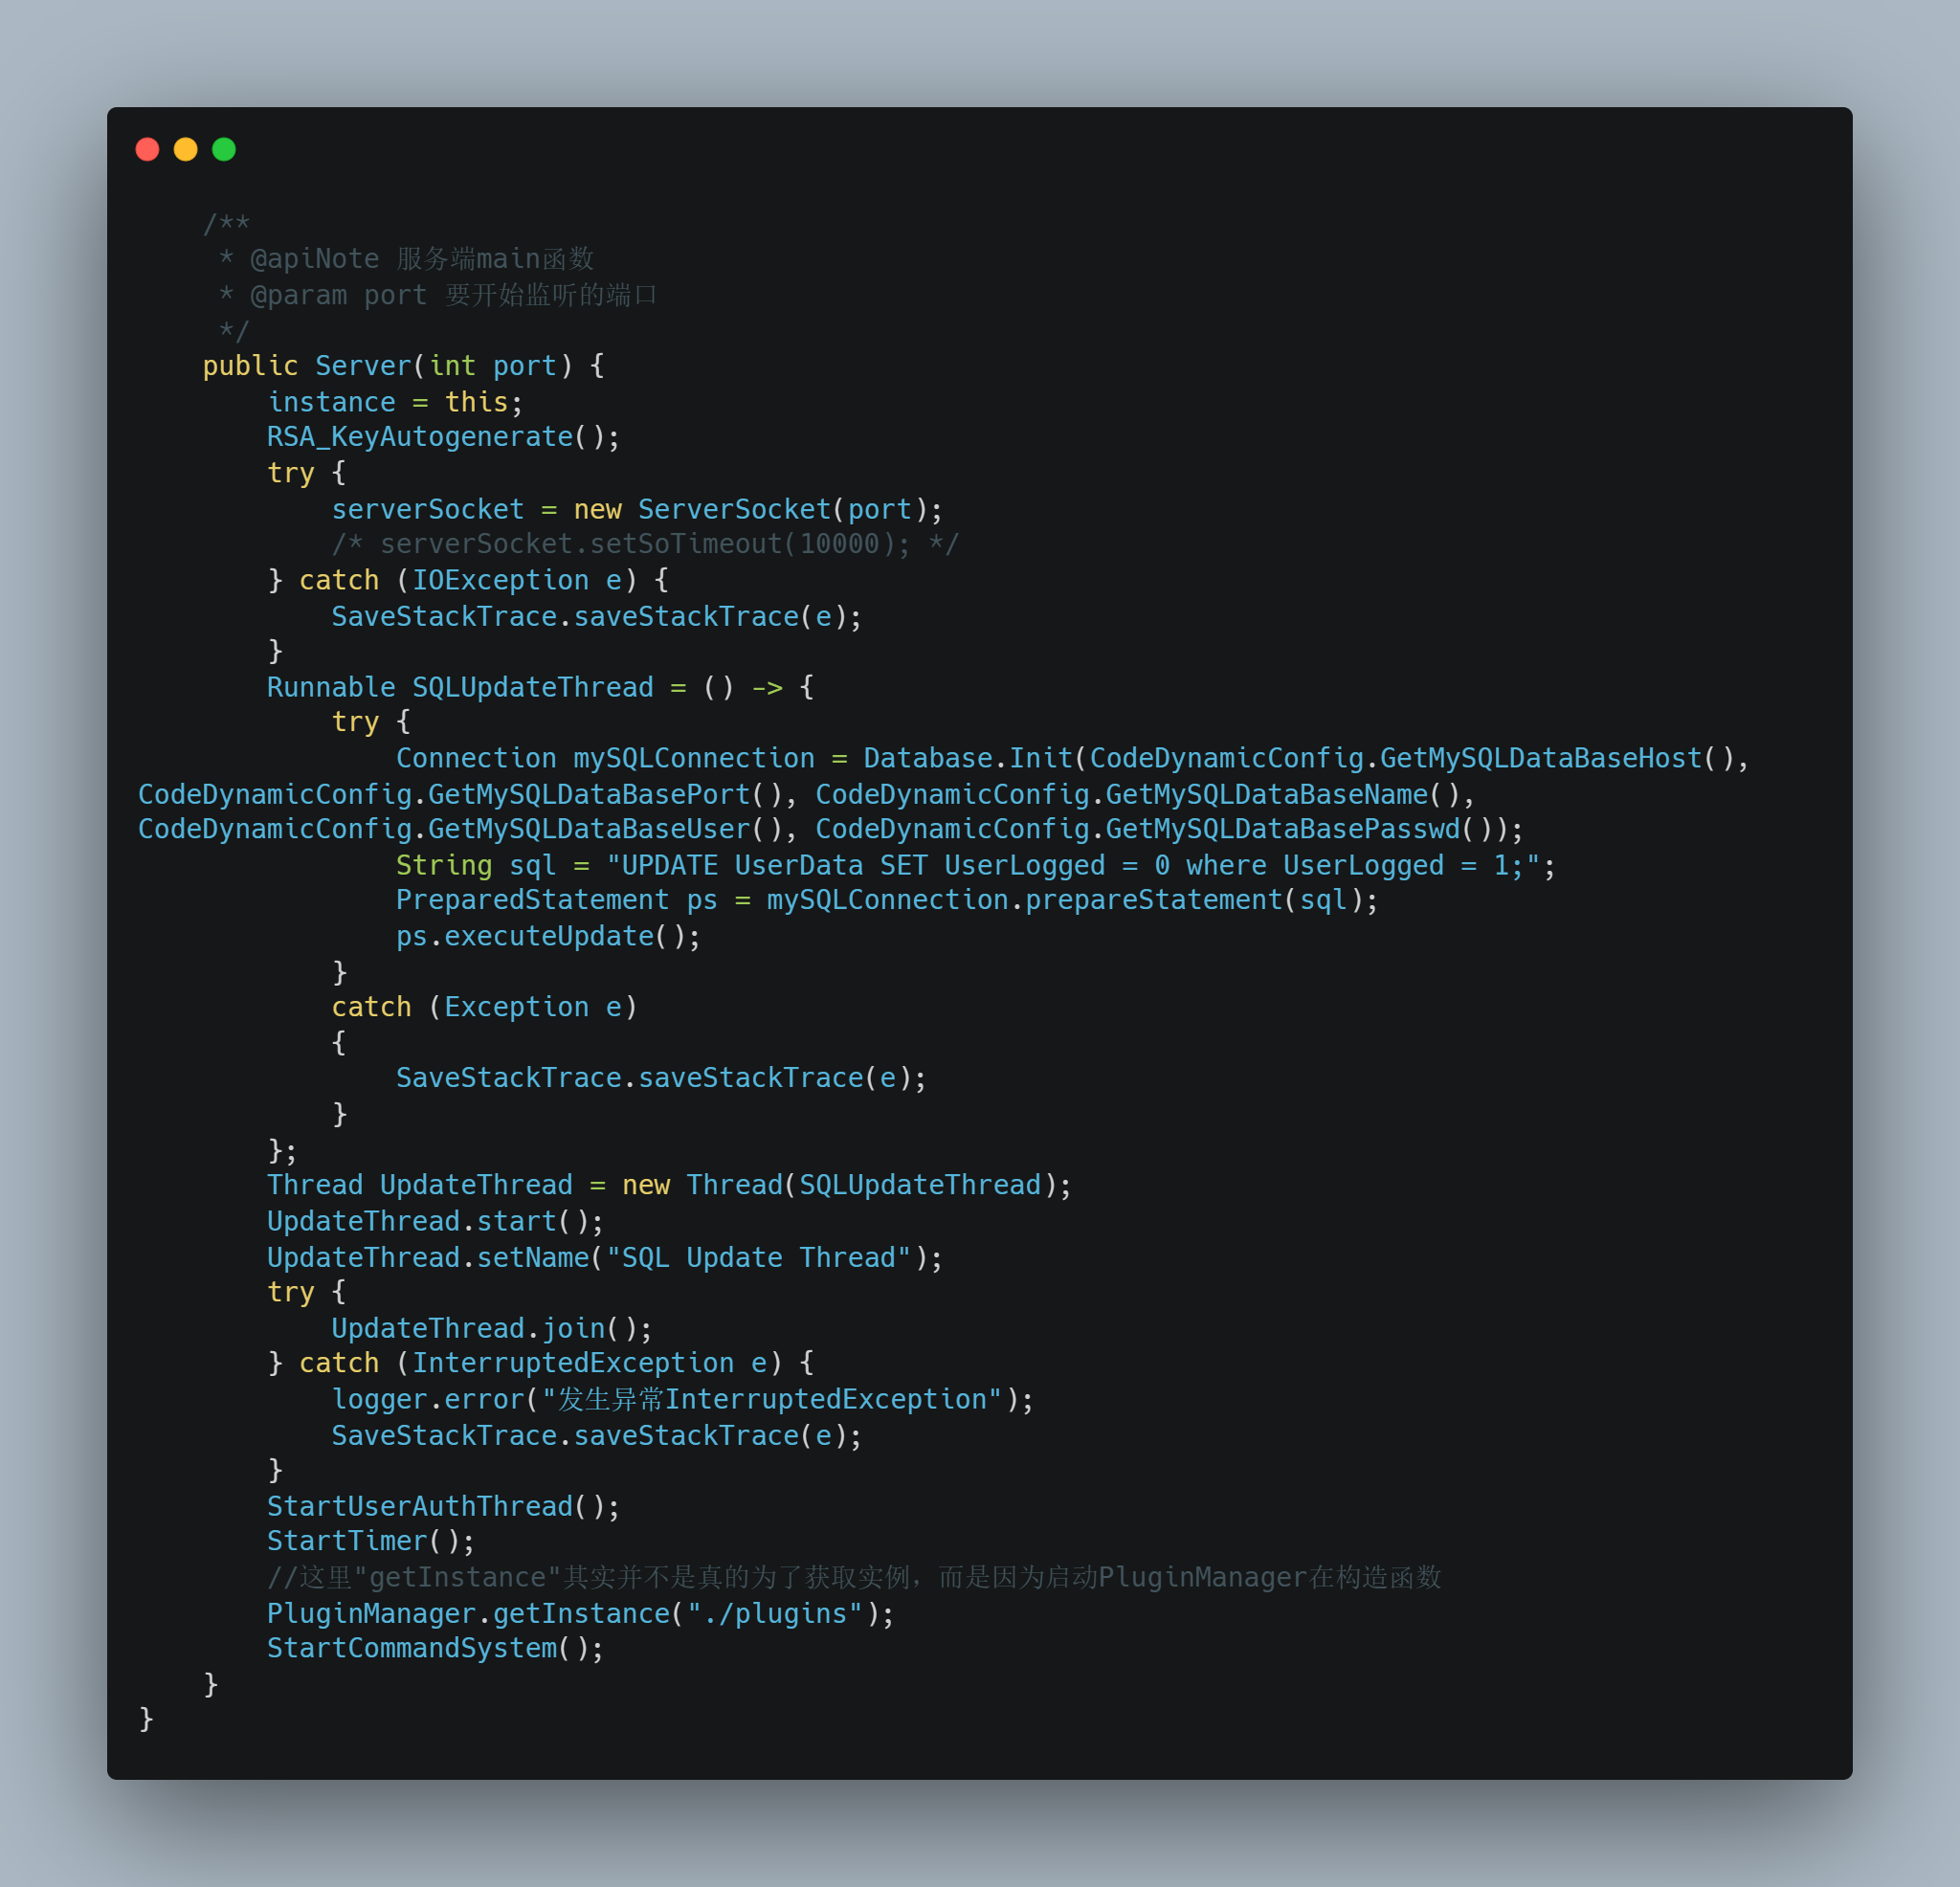 /**
     * @apiNote 服务端main函数
     * @param port 要开始监听的端口
     */
    public Server(int port) {
        instance = this;
        RSA_KeyAutogenerate();
        try {
            serverSocket = new ServerSocket(port);
            /* serverSocket.setSoTimeout(10000); */
        } catch (IOException e) {
            SaveStackTrace.saveStackTrace(e);
        }
        Runnable SQLUpdateThread = () -> {
            try {
                Connection mySQLConnection = Database.Init(CodeDynamicConfig.GetMySQLDataBaseHost(),
CodeDynamicConfig.GetMySQLDataBasePort(), CodeDynamicConfig.GetMySQLDataBaseName(),
CodeDynamicConfig.GetMySQLDataBaseUser(), CodeDynamicConfig.GetMySQLDataBasePasswd());
                String sql = "UPDATE UserData SET UserLogged = 0 where UserLogged = 1;";
                PreparedStatement ps = mySQLConnection.prepareStatement(sql);
                ps.executeUpdate();
            }
            catch (Exception e)
            {
                SaveStackTrace.saveStackTrace(e);
            }
        };
        Thread UpdateThread = new Thread(SQLUpdateThread);
        UpdateThread.start();
        UpdateThread.setName("SQL Update Thread");
        try {
            UpdateThread.join();
        } catch (InterruptedException e) {
            logger.error("发生异常InterruptedException");
            SaveStackTrace.saveStackTrace(e);
        }
        StartUserAuthThread();
        StartTimer();
        //这里"getInstance"其实并不是真的为了获取实例，而是因为启动PluginManager在构造函数
        PluginManager.getInstance("./plugins");
        StartCommandSystem();
    }
}